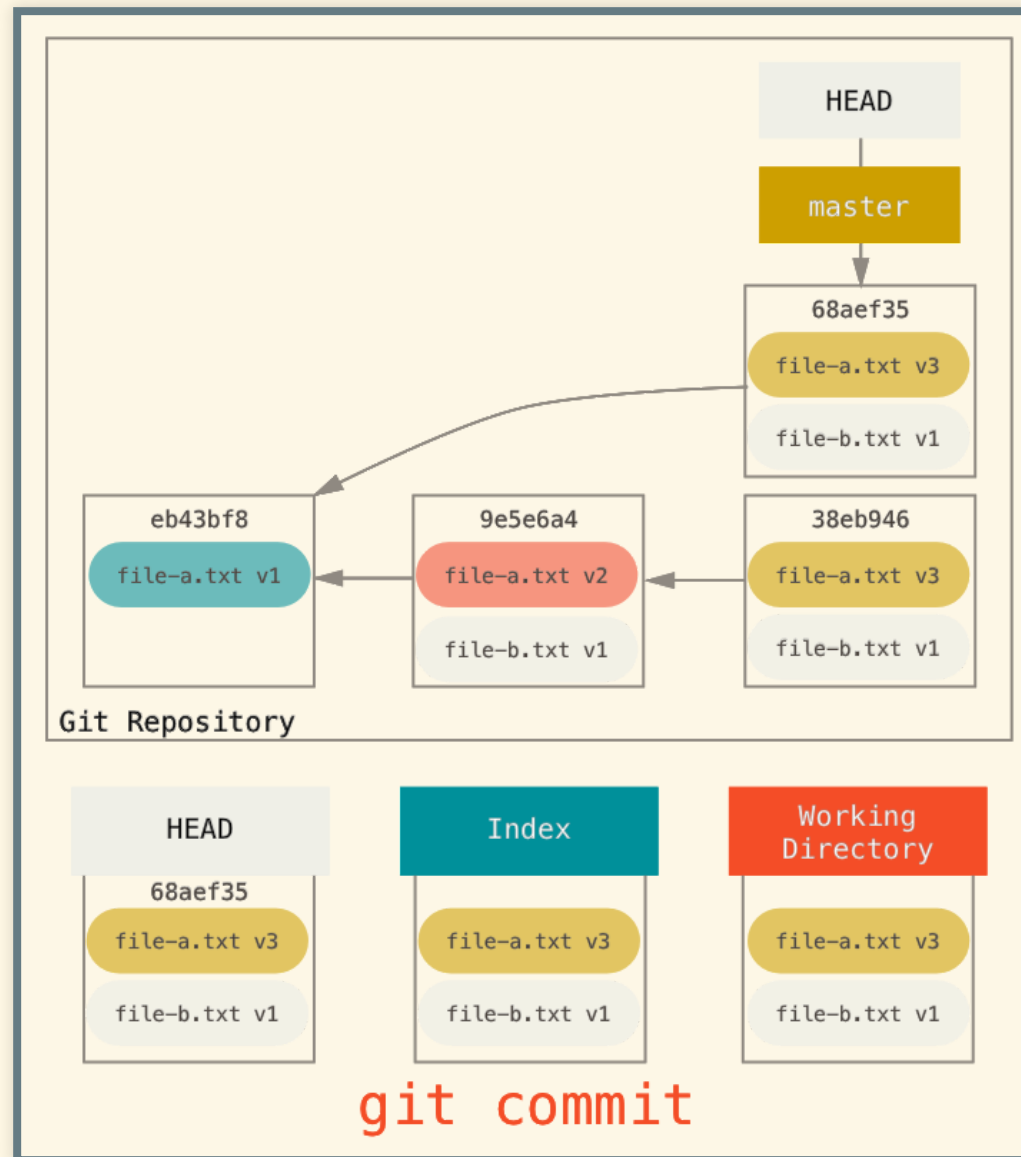 HEAD
master
68aef35
file-a.txt v3
file-b.txt v1
eb43bf8
file-a.txt v1
9e5e6a4
file-a.txt v2
file-b.txt v1
38eb946
file-a.txt v3
file-b.txt v1
Git Repository
HEAD
68aef35
file-a.txt v3
file-b.txt v1
Index
file-a.txt v3
file-b.txt v1
Working
Directory
file-a.txt v3
file-b.txt v1
git commit